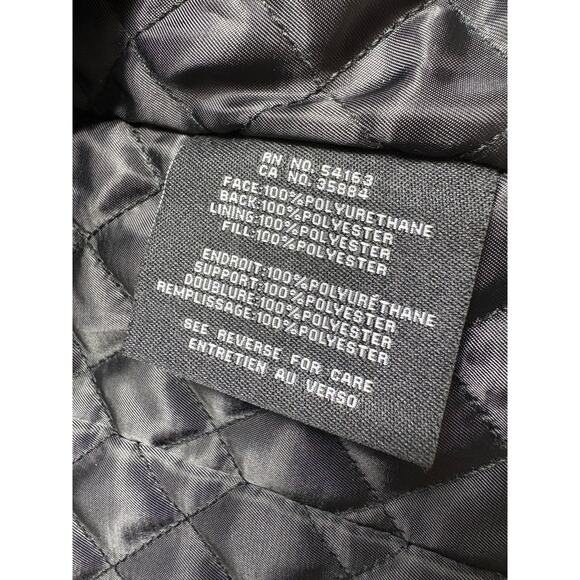 RN NO. 54163
CA NO. 35884
FACE:100%POLYURETHANE
BACK:100%POLYESTER
LINING:100%POLYESTER
FILL:100%POLYESTER
ENDROIT:100%POLYURÉTHANE
SUPPORT:100%POLYESTER
DOUBLURE:100%POLYESTER
REMPLISSAGE:100%POLYESTER
SEE REVERSE FOR CARE
ENTRETIEN AU VERSO